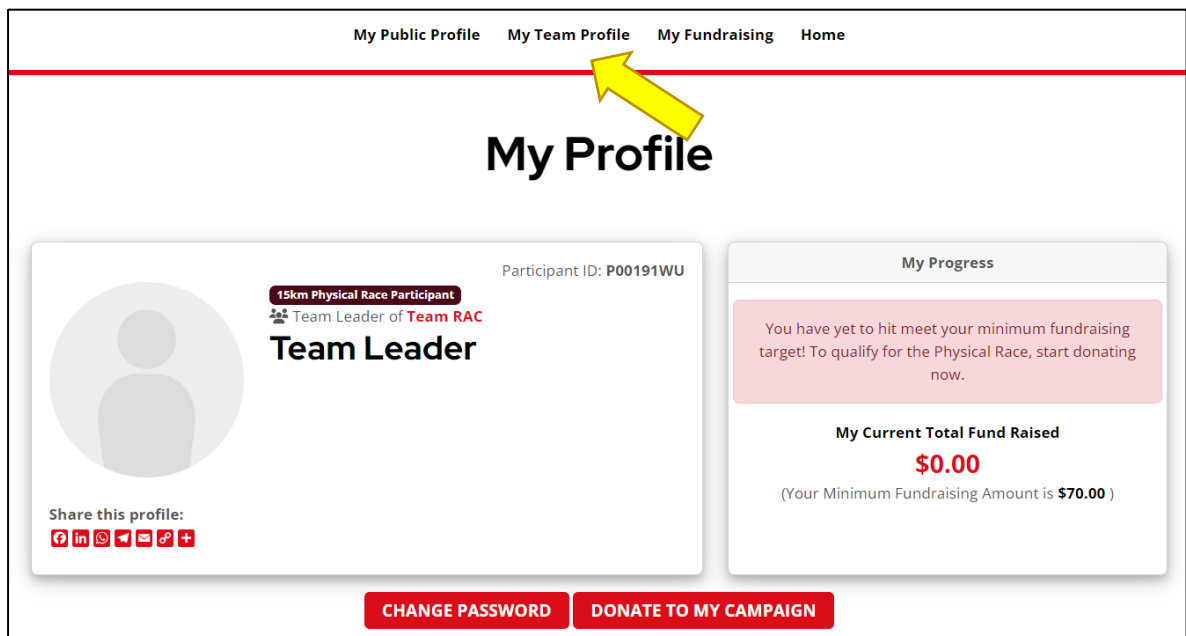 My Public Profile My Team Profile My Fundraising Home
My Profile
Participant ID: P00191WU
15km Physical Race Participant
Team Leader of Team RAC
Team Leader
Share this profile:
My Progress
You have yet to hit meet your minimum fundraising
target! To qualify for the Physical Race, start donating
now.
My Current Total Fund Raised
$0.00
(Your Minimum Fundraising Amount is $70.00 )
CHANGE PASSWORD DONATE TO MY CAMPAIGN